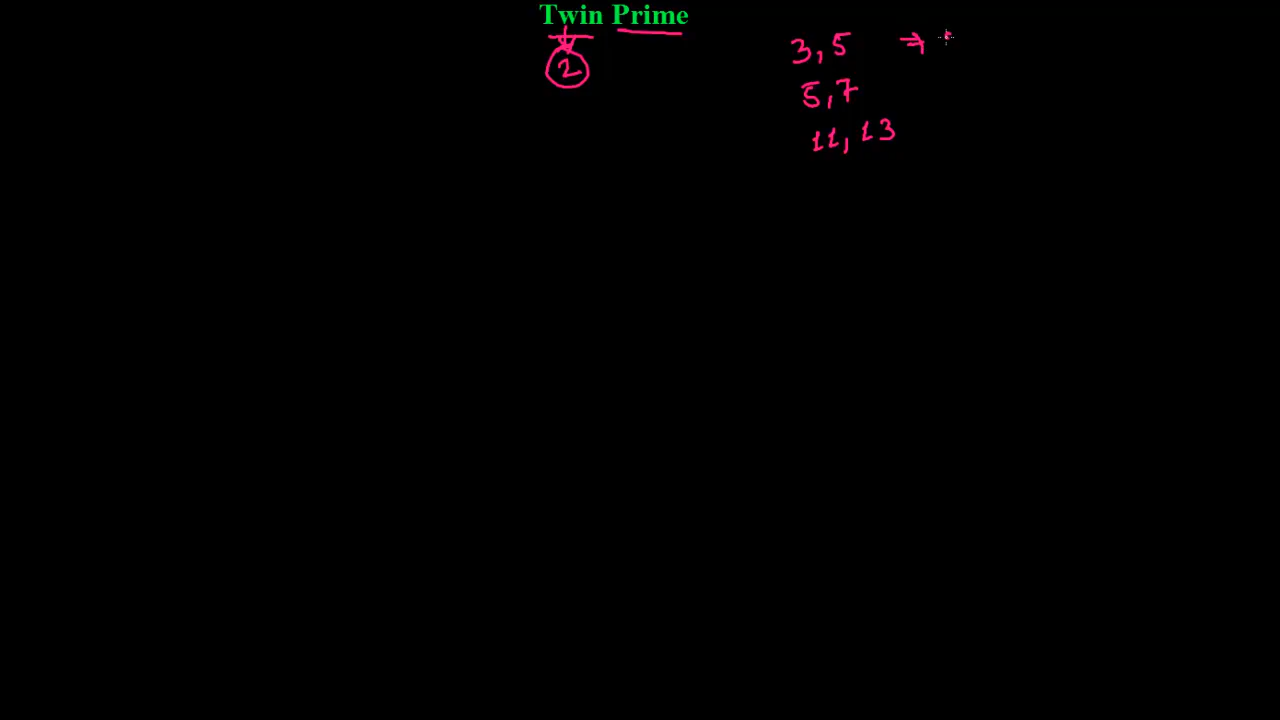 Twin Prime
2
3, 5 ⇒
5, 7
11, 13